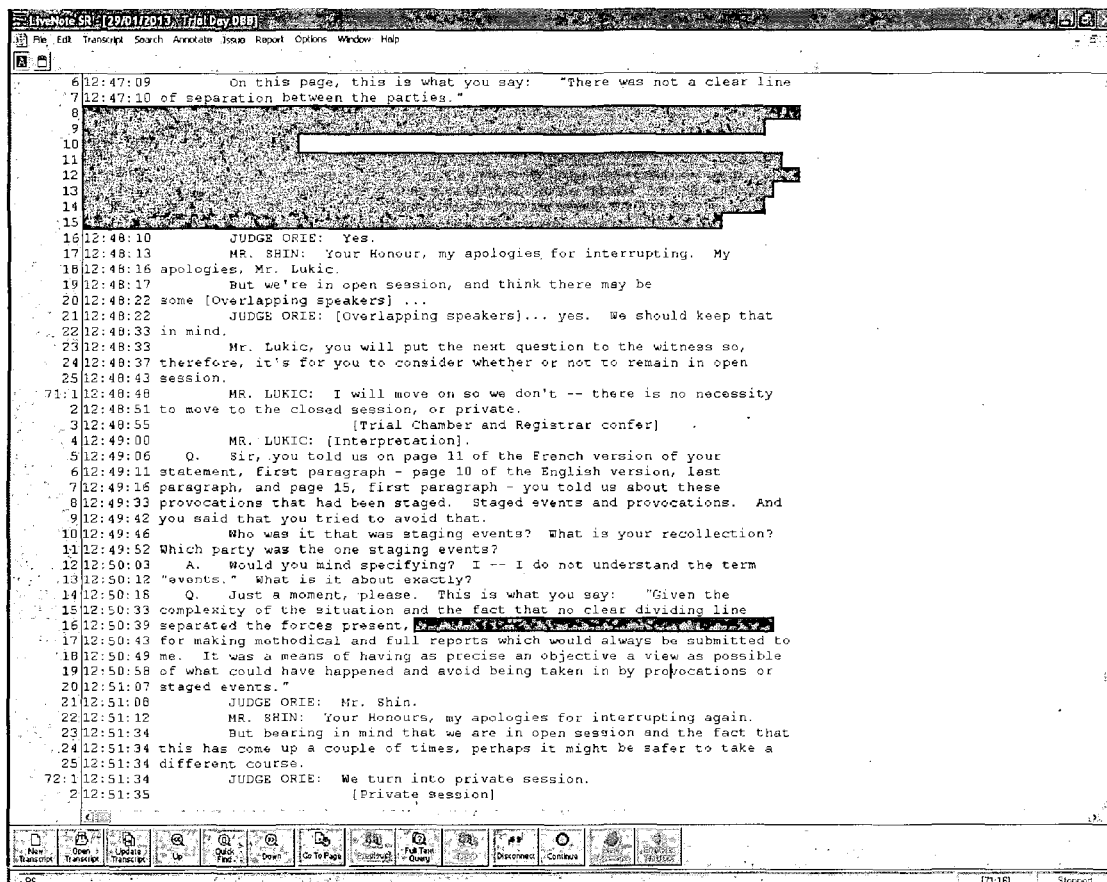 LiveNote SR - [29/01/2013, Trial Day.DBB]
File Edit Transcript Search Annotate Issue Report Options Window Help
6 12:47:09 On this page, this is what you say: "There was not a clear line
7 12:47:10 of separation between the parties."
8
9
10
11
12
13
14
15
16 12:48:10 JUDGE ORIE: Yes.
17 12:48:13 MR. SHIN: Your Honour, my apologies for interrupting. My
18 12:48:16 apologies, Mr. Lukic.
19 12:48:17 But we're in open session, and think there may be
20 12:48:22 some [Overlapping speakers] ...
21 12:48:22 JUDGE ORIE: [Overlapping speakers]... yes. We should keep that
22 12:48:33 in mind.
23 12:48:33 Mr. Lukic, you will put the next question to the witness so,
24 12:48:37 therefore, it's for you to consider whether or not to remain in open
25 12:48:43 session.
71:1 12:48:48 MR. LUKIC: I will move on so we don't -- there is no necessity
2 12:48:51 to move to the closed session, or private.
3 12:48:55 [Trial Chamber and Registrar confer]
4 12:49:00 MR. LUKIC: [Interpretation].
5 12:49:06 Q. Sir, you told us on page 11 of the French version of your
6 12:49:11 statement, first paragraph - page 10 of the English version, last
7 12:49:16 paragraph, and page 15, first paragraph - you told us about these
8 12:49:33 provocations that had been staged. Staged events and provocations. And
9 12:49:42 you said that you tried to avoid that.
10 12:49:46 Who was it that was staging events? What is your recollection?
11 12:49:52 Which party was the one staging events?
12 12:50:03 A. Would you mind specifying? I -- I do not understand the term
13 12:50:12 "events." What is it about exactly?
14 12:50:18 Q. Just a moment, please. This is what you say: "Given the
15 12:50:33 complexity of the situation and the fact that no clear dividing line
16 12:50:39 separated the forces present,
17 12:50:43 for making methodical and full reports which would always be submitted to
18 12:50:49 me. It was a means of having as precise an objective a view as possible
19 12:50:58 of what could have happened and avoid being taken in by provocations or
20 12:51:07 staged events."
21 12:51:08 JUDGE ORIE: Mr. Shin.
22 12:51:12 MR. SHIN: Your Honours, my apologies for interrupting again.
23 12:51:34 But bearing in mind that we are in open session and the fact that
24 12:51:34 this has come up a couple of times, perhaps it might be safer to take a
25 12:51:34 different course.
72:1 12:51:34 JUDGE ORIE: We turn into private session.
2 12:51:35 [Private session]
New Transcript Open Transcript Update Transcript Up Quick Find Down Go To Page Full Text Query Disconnect Continue
[71:16] Stopped